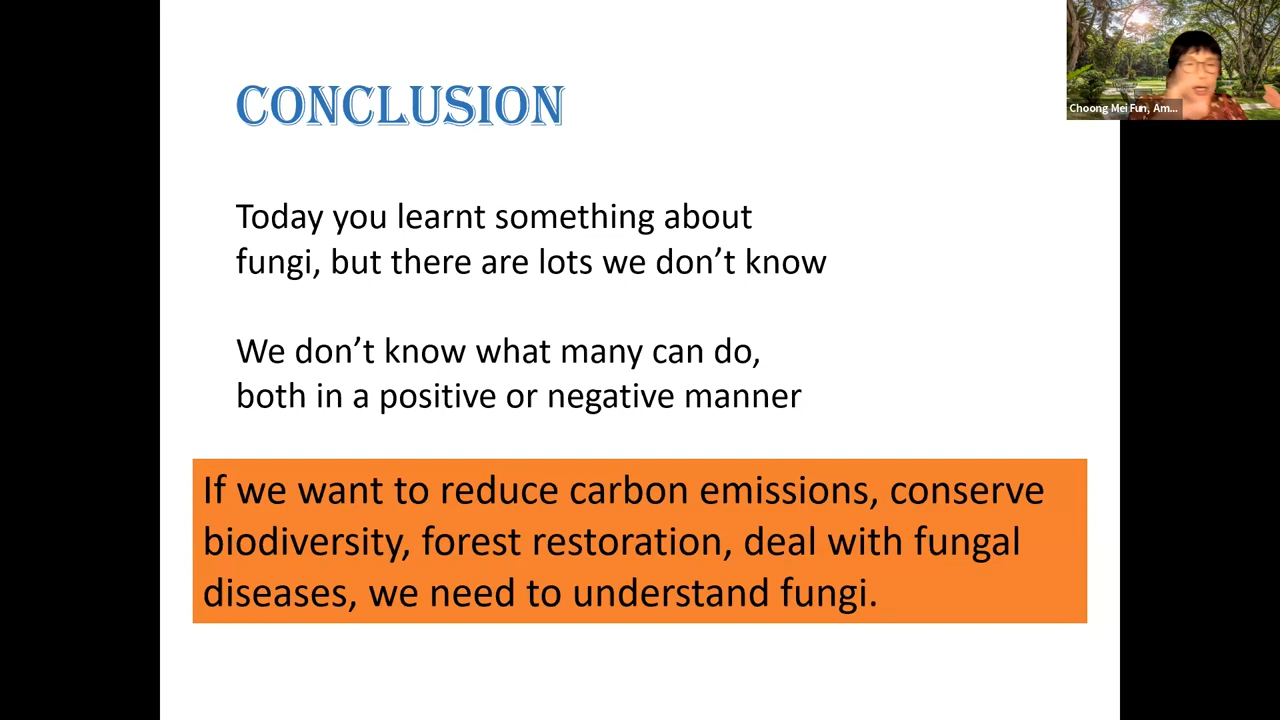 CONCLUSION
Choong Mei Fun, Am...
Today you learnt something about
fungi, but there are lots we don’t know
We don’t know what many can do,
both in a positive or negative manner
If we want to reduce carbon emissions, conserve
biodiversity, forest restoration, deal with fungal
diseases, we need to understand fungi.